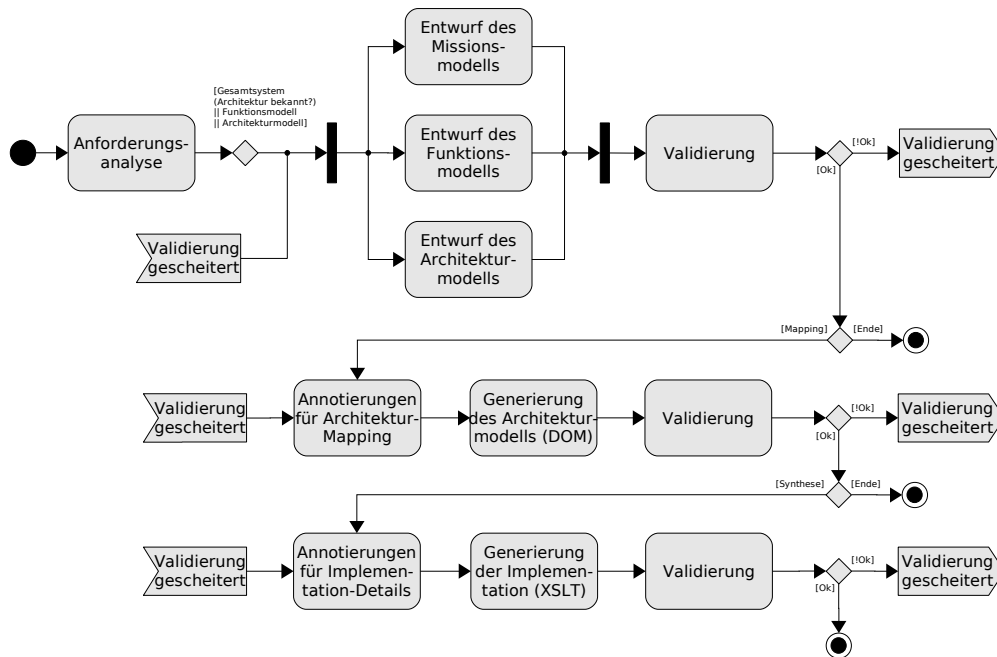 Entwurf des
Missions-
modells
[Gesamtsystem
(Architektur bekannt?)
|| Funktionsmodell
|| Architekturmodell]
Anforderungs-
analyse
Entwurf des
Funktions-
modells
Validierung
[!Ok]
[Ok]
Validierung
gescheitert
Validierung
gescheitert
Entwurf des
Architektur-
modells
[Mapping]
[Ende]
Validierung
gescheitert
Annotierungen
für Architektur-
Mapping
Generierung
des Architektur-
modells (DOM)
Validierung
[!Ok]
[Ok]
Validierung
gescheitert
[Synthese]
[Ende]
Validierung
gescheitert
Annotierungen
für Implemen-
tation-Details
Generierung
der Implemen-
tation (XSLT)
Validierung
[!Ok]
[Ok]
Validierung
gescheitert